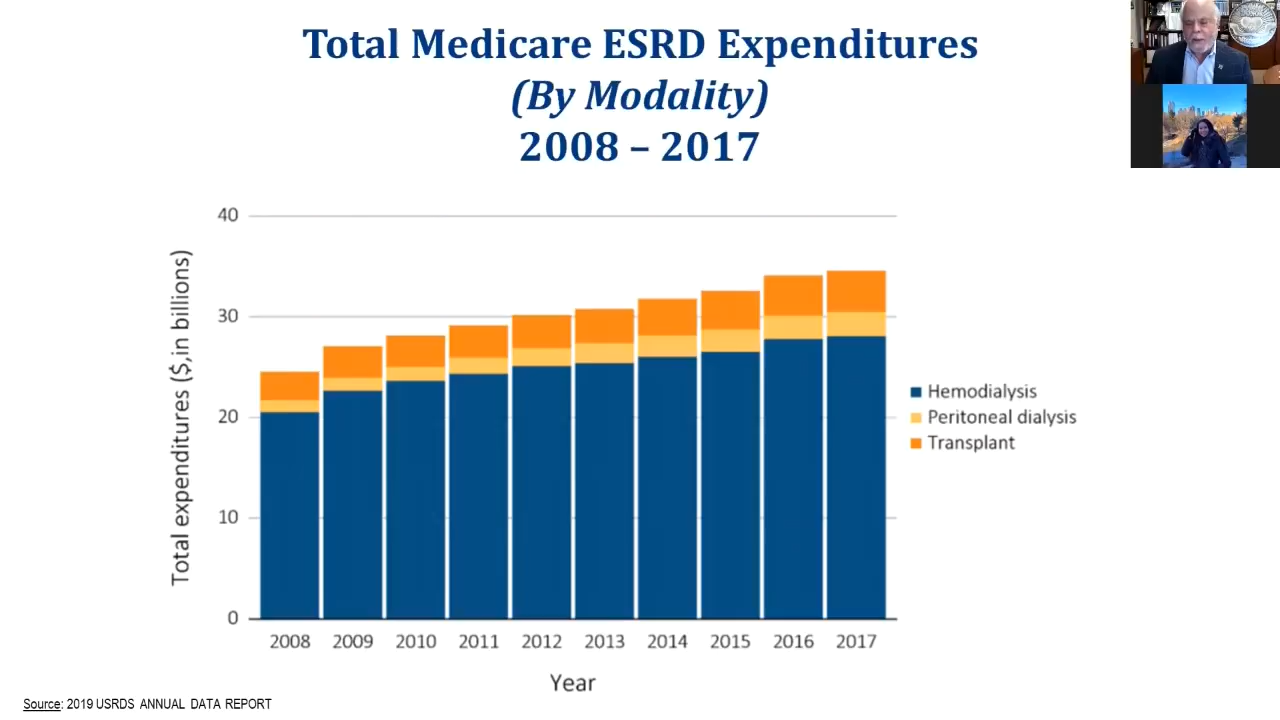 Total Medicare ESRD Expenditures
(By Modality)
2008 – 2017
40
30
20
10
0
Total expenditures ($,in billions)
Hemodialysis
Peritoneal dialysis
Transplant
2008 2009 2010 2011 2012 2013 2014 2015 2016 2017
Year
Source: 2019 USRDS ANNUAL DATA REPORT